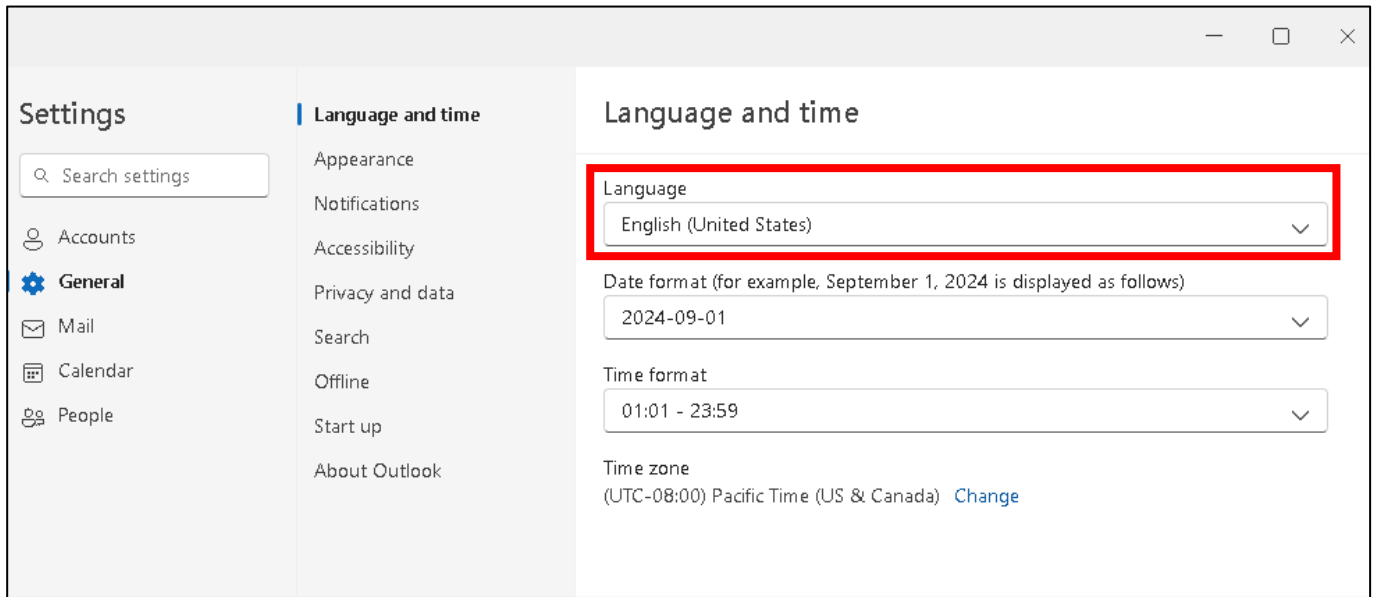 Settings
Search settings
Accounts
General
Mail
Calendar
People
Language and time
Appearance
Notifications
Accessibility
Privacy and data
Search
Offline
Start up
About Outlook
Language and time
Language
English (United States)
Date format (for example, September 1, 2024 is displayed as follows)
2024-09-01
Time format
01:01 - 23:59
Time zone
(UTC-08:00) Pacific Time (US & Canada) Change